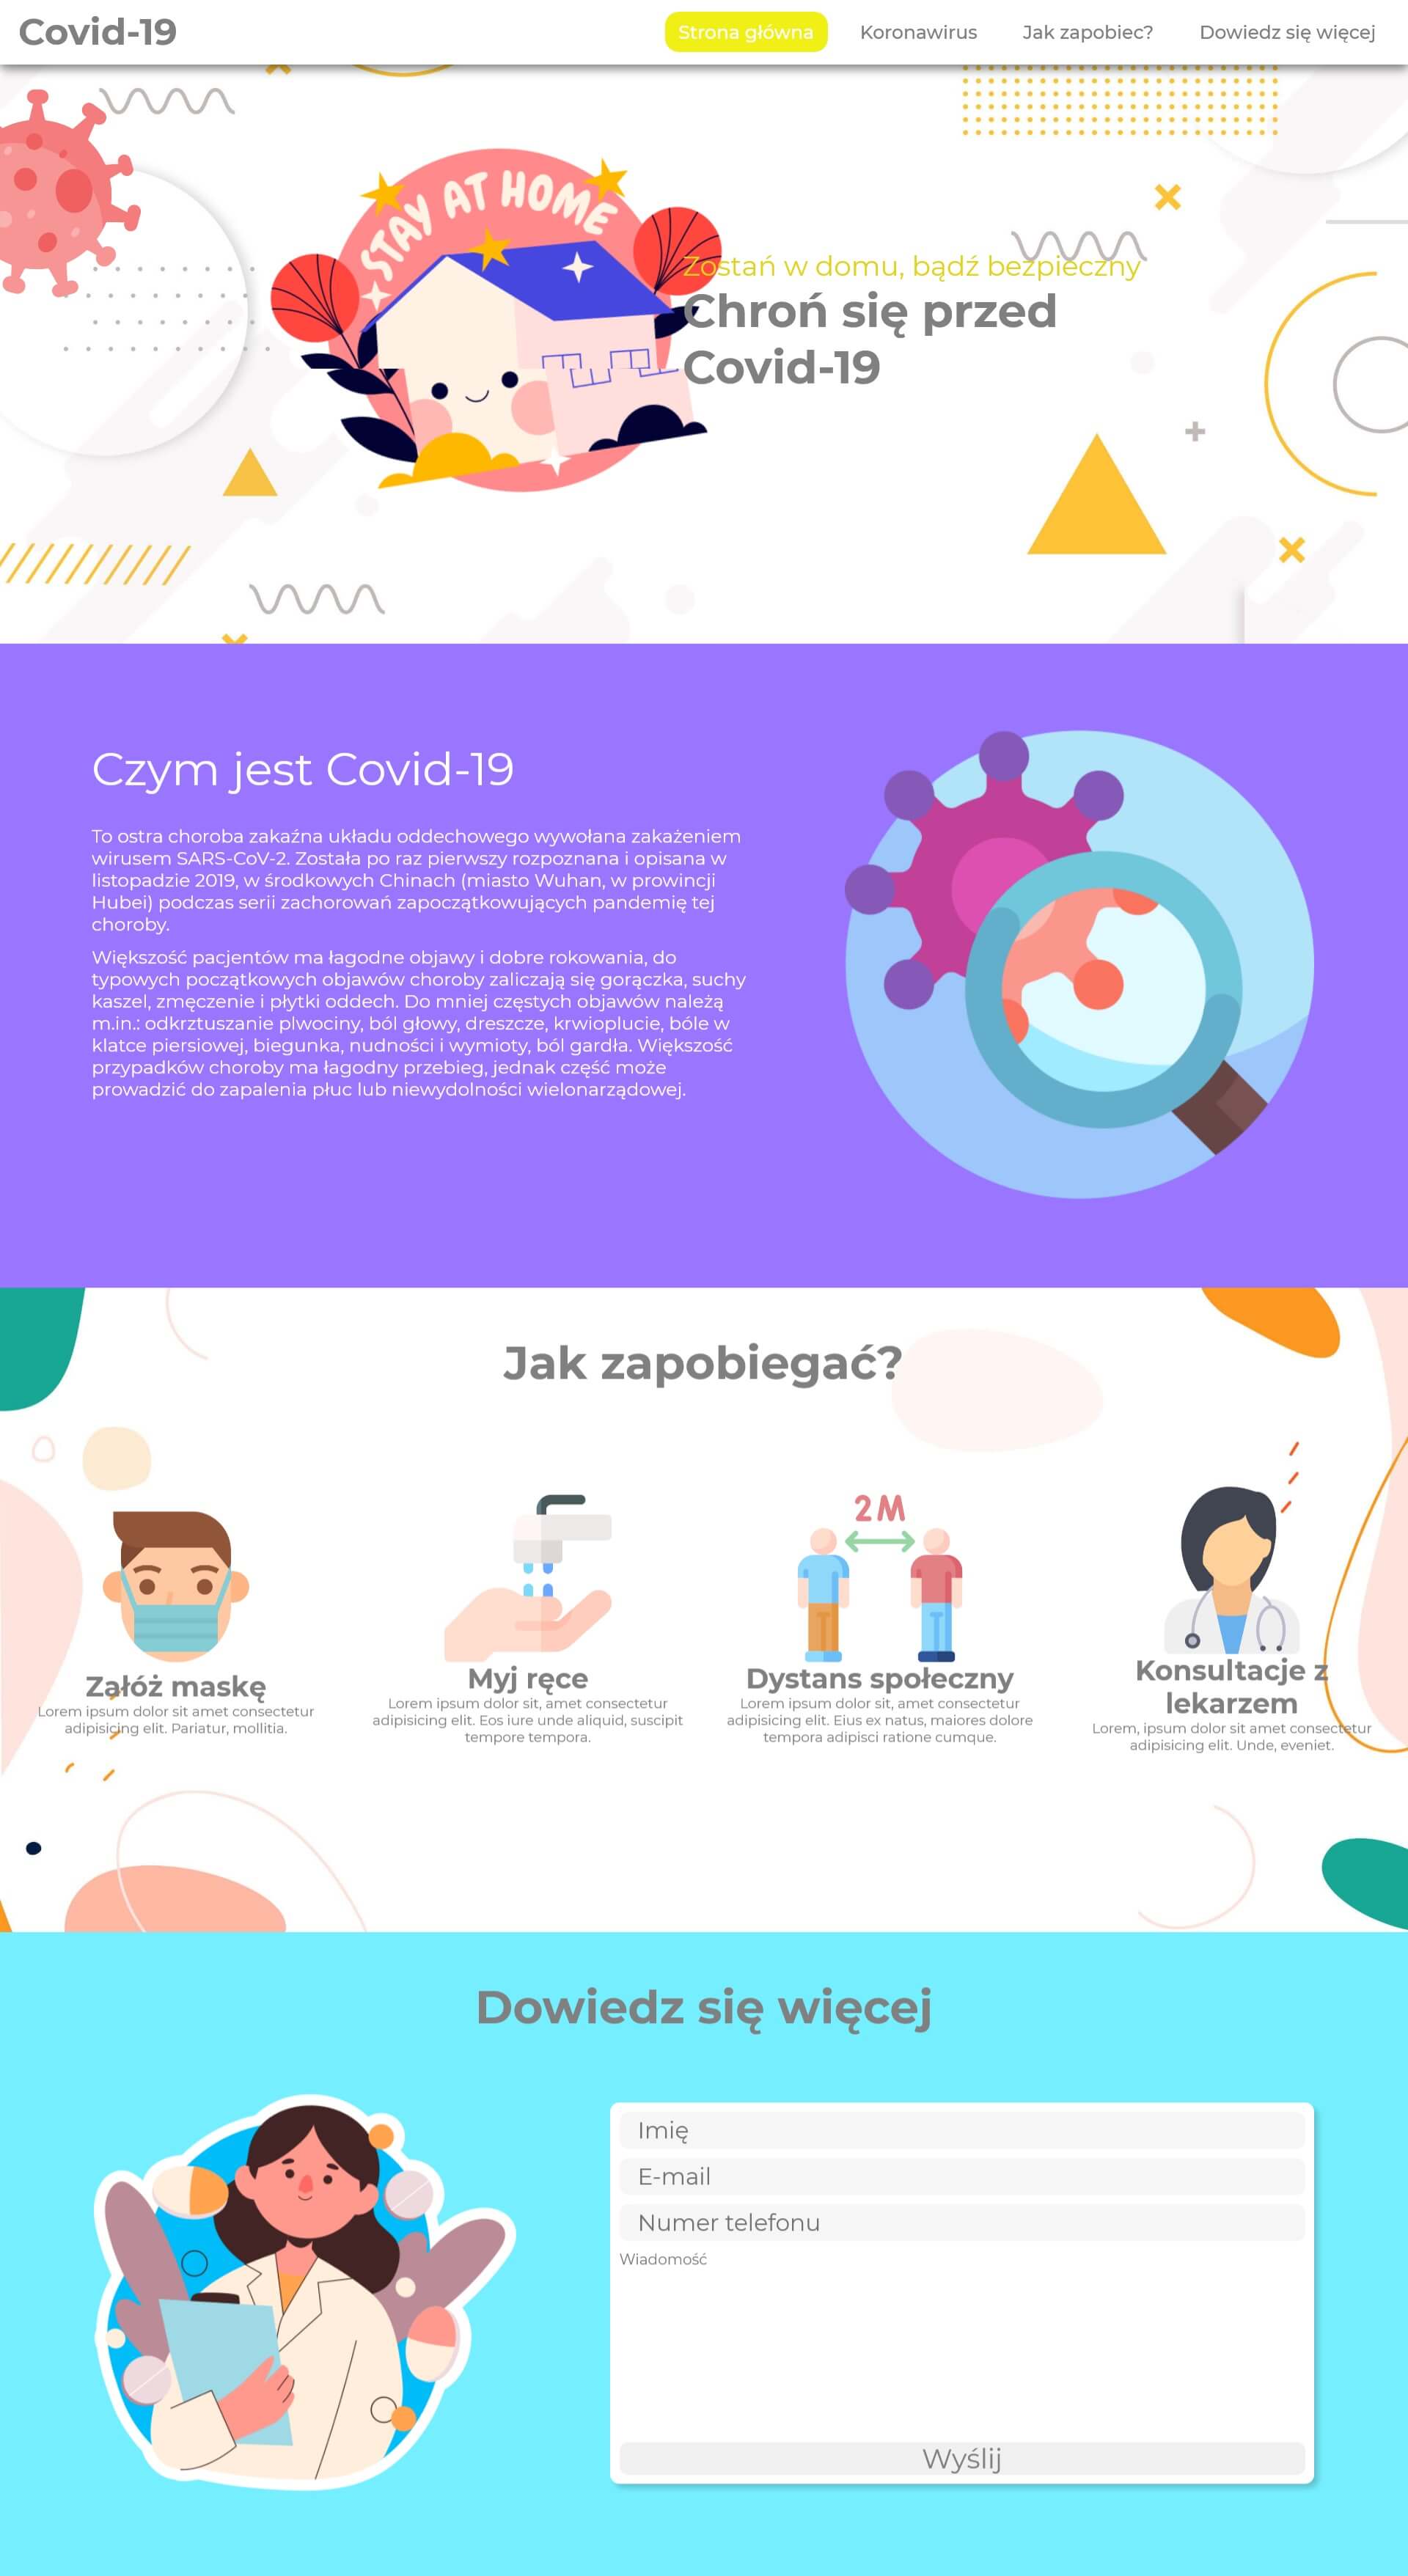 Covid-19
Strona główna
Koronawirus
Jak zapobiec?
Dowiedz się więcej
STAY AT HOME
Zostań w domu, bądź bezpieczny
Chroń się przed
Covid-19
Czym jest Covid-19
To ostra choroba zakaźna układu oddechowego wywołana zakażeniem
wirusem SARS-CoV-2. Została po raz pierwszy rozpoznana i opisana w
listopadzie 2019, w środkowych Chinach (miasto Wuhan, w prowincji
Hubei) podczas serii zachorowań zapoczątkowujących pandemię tej
choroby.
Większość pacjentów ma łagodne objawy i dobre rokowania, do
typowych początkowych objawów choroby zaliczają się gorączka, suchy
kaszel, zmęczenie i płytki oddech. Do mniej częstych objawów należą
m.in.: odkrztuszanie plwociny, ból głowy, dreszcze, krwioplucie, bóle w
klatce piersiowej, biegunka, nudności i wymioty, ból gardła. Większość
przypadków choroby ma łagodny przebieg, jednak część może
prowadzić do zapalenia płuc lub niewydolności wielonarządowej.
Jak zapobiegać?
Załóż maskę
Lorem ipsum dolor sit amet consectetur
adipisicing elit. Pariatur, mollitia.
Myj ręce
Lorem ipsum dolor sit, amet consectetur
adipisicing elit. Eos iure unde aliquid, suscipit
tempore tempora.
2M
Dystans społeczny
Lorem ipsum dolor sit, amet consectetur
adipisicing elit. Eius ex natus, maiores dolore
tempora adipisci ratione cumque.
Konsultacje z
lekarzem
Lorem, ipsum dolor sit amet consectetur
adipisicing elit. Unde, eveniet.
Dowiedz się więcej
Imię
E-mail
Numer telefonu
Wiadomość
Wyślij